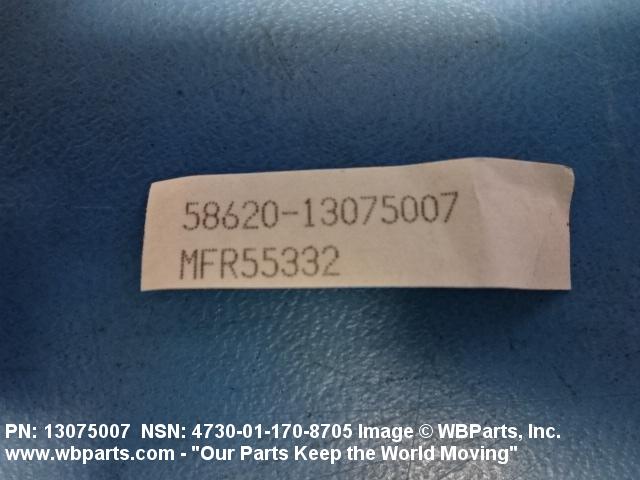 58620-13075007
MFR55332
PN: 13075007 NSN: 4730-01-170-8705 Image © WBParts, Inc.
www.wbparts.com - "Our Parts Keep the World Moving"